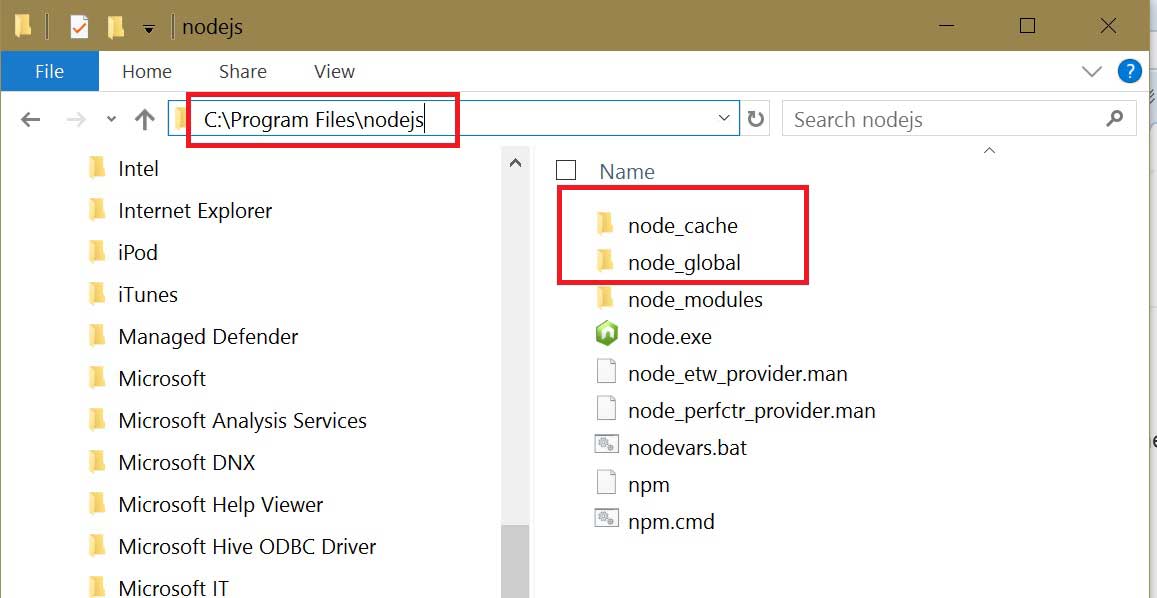 nodejs
File Home Share View
?
C:\Program Files\nodejs
Search nodejs
Intel
Internet Explorer
iPod
iTunes
Managed Defender
Microsoft
Microsoft Analysis Services
Microsoft DNX
Microsoft Help Viewer
Microsoft Hive ODBC Driver
Microsoft IT
Name
node_cache
node_global
node_modules
node.exe
node_etw_provider.man
node_perfctr_provider.man
nodevars.bat
npm
npm.cmd